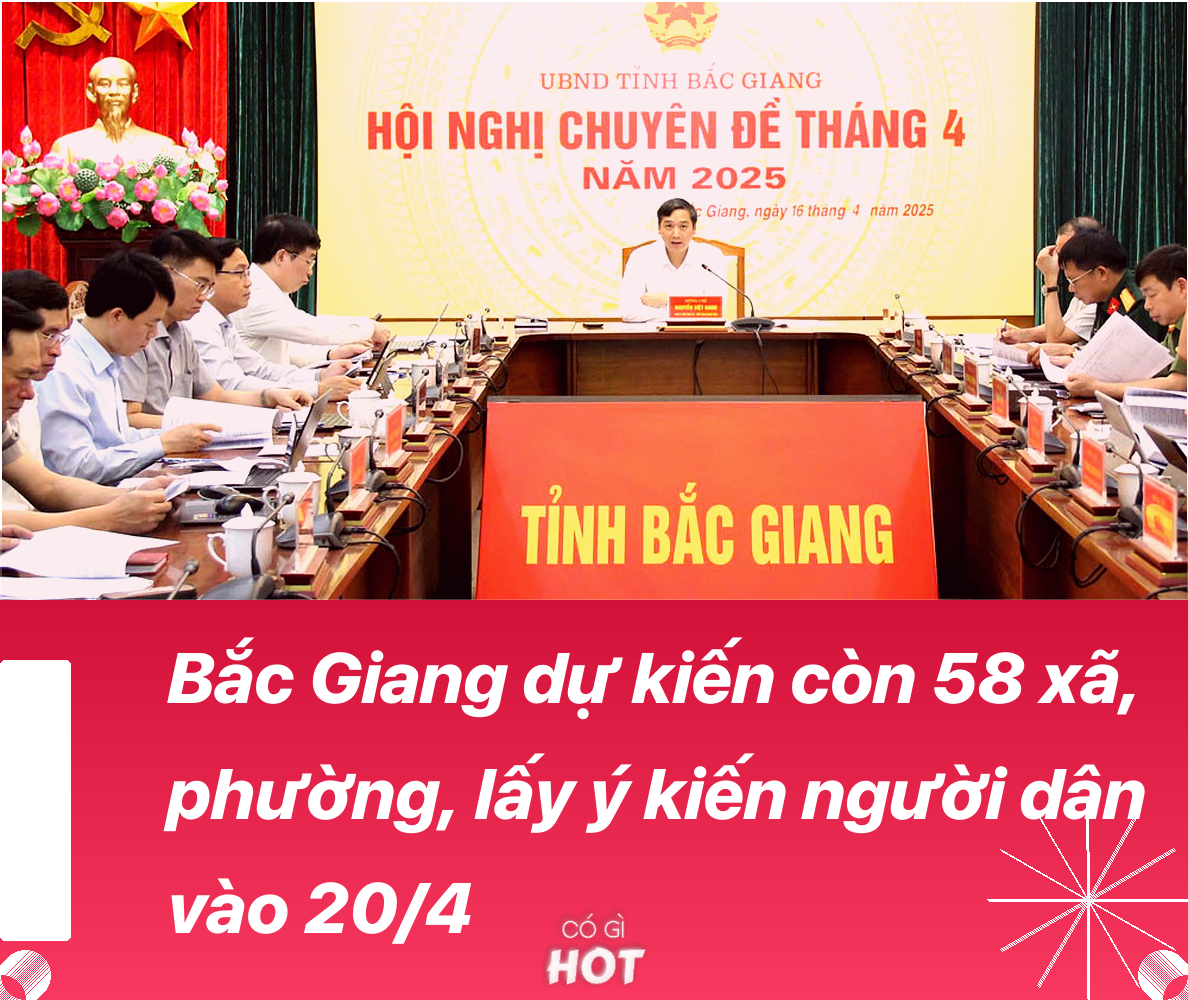 UBND TỈNH BẮC GIANG
HỘI NGHỊ CHUYÊN ĐỀ THÁNG 4
NĂM 2025
Giang, ngày 16 tháng 4 năm 2025
TỈNH BẮC GIANG
Bắc Giang dự kiến còn 58 xã,
phường, lấy ý kiến người dân
vào 20/4
CÓ GÌ
HOT